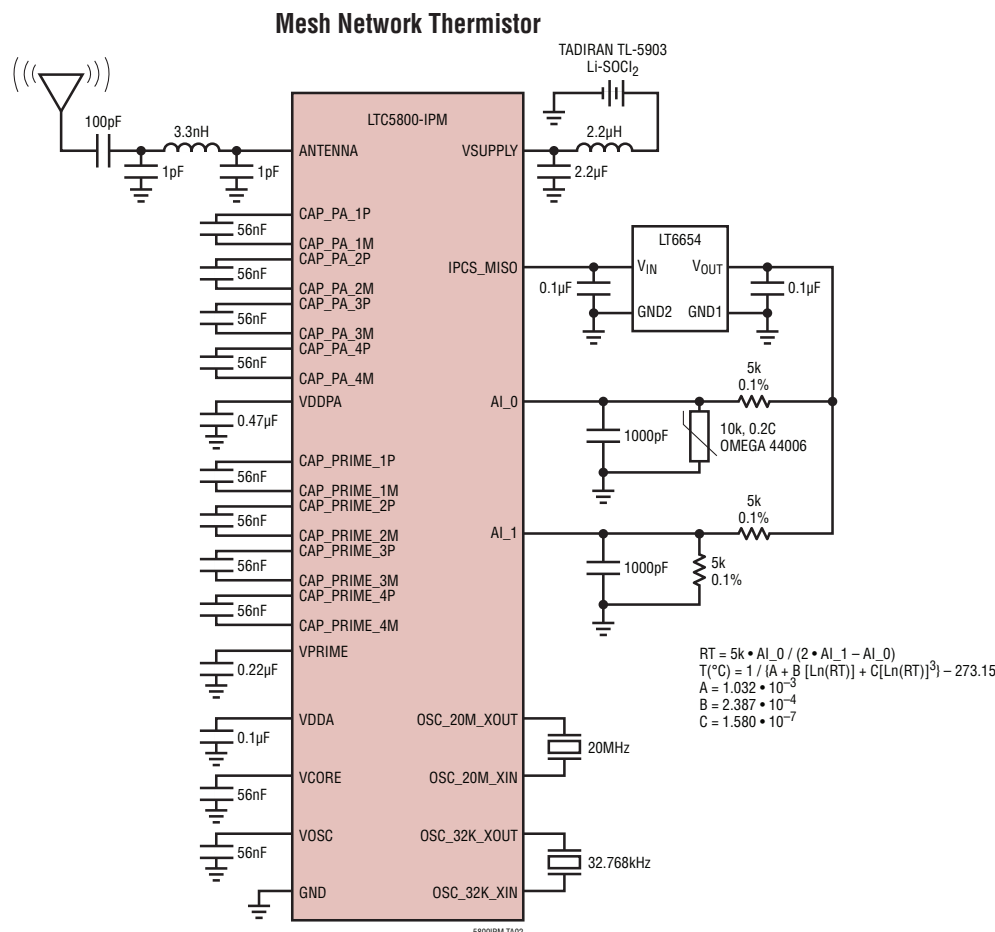 Mesh Network Thermistor
TADIRAN TL-5903
Li-SOCl2
100pF
3.3nH
1pF
1pF
LTC5800-IPM
ANTENNA
VSUPPLY
2.2µH
2.2µF
CAP_PA_1P
56nF
CAP_PA_1M
CAP_PA_2P
56nF
CAP_PA_2M
CAP_PA_3P
56nF
CAP_PA_3M
CAP_PA_4P
56nF
CAP_PA_4M
VDDPA
0.47µF
CAP_PRIME_1P
56nF
CAP_PRIME_1M
CAP_PRIME_2P
56nF
CAP_PRIME_2M
CAP_PRIME_3P
56nF
CAP_PRIME_3M
CAP_PRIME_4P
56nF
CAP_PRIME_4M
VPRIME
0.22µF
VDDA
0.1µF
VCORE
56nF
VOSC
56nF
GND
IPCS_MISO
0.1µF
LT6654
VIN
VOUT
GND2
GND1
0.1µF
AI_0
5k
0.1%
1000pF
10k, 0.2C
OMEGA 44006
AI_1
5k
0.1%
1000pF
5k
0.1%
RT = 5k • AI_0 / (2 • AI_1 – AI_0)
T(°C) = 1 / {A + B [Ln(RT)] + C[Ln(RT)]³} – 273.15
A = 1.032 • 10⁻³
B = 2.387 • 10⁻⁴
C = 1.580 • 10⁻⁷
OSC_20M_XOUT
20MHz
OSC_20M_XIN
OSC_32K_XOUT
32.768kHz
OSC_32K_XIN
5800IPM TA02